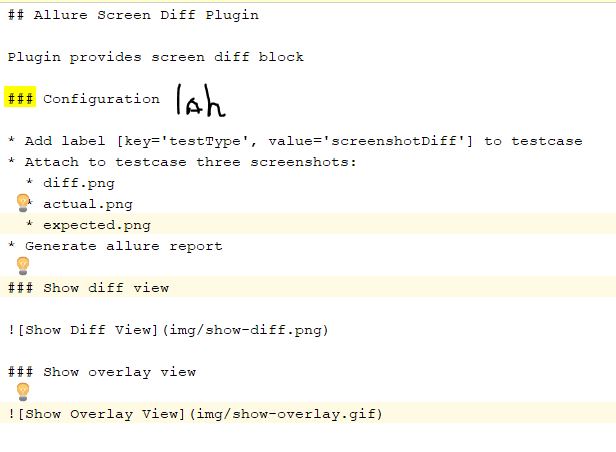 ## Allure Screen Diff Plugin
Plugin provides screen diff block
### Configuration lah
* Add label [key='testType', value='screenshotDiff'] to testcase
* Attach to testcase three screenshots:
* diff.png
* actual.png
* expected.png
* Generate allure report
### Show diff view
![Show Diff View](img/show-diff.png)
### Show overlay view
![Show Overlay View](img/show-overlay.gif)